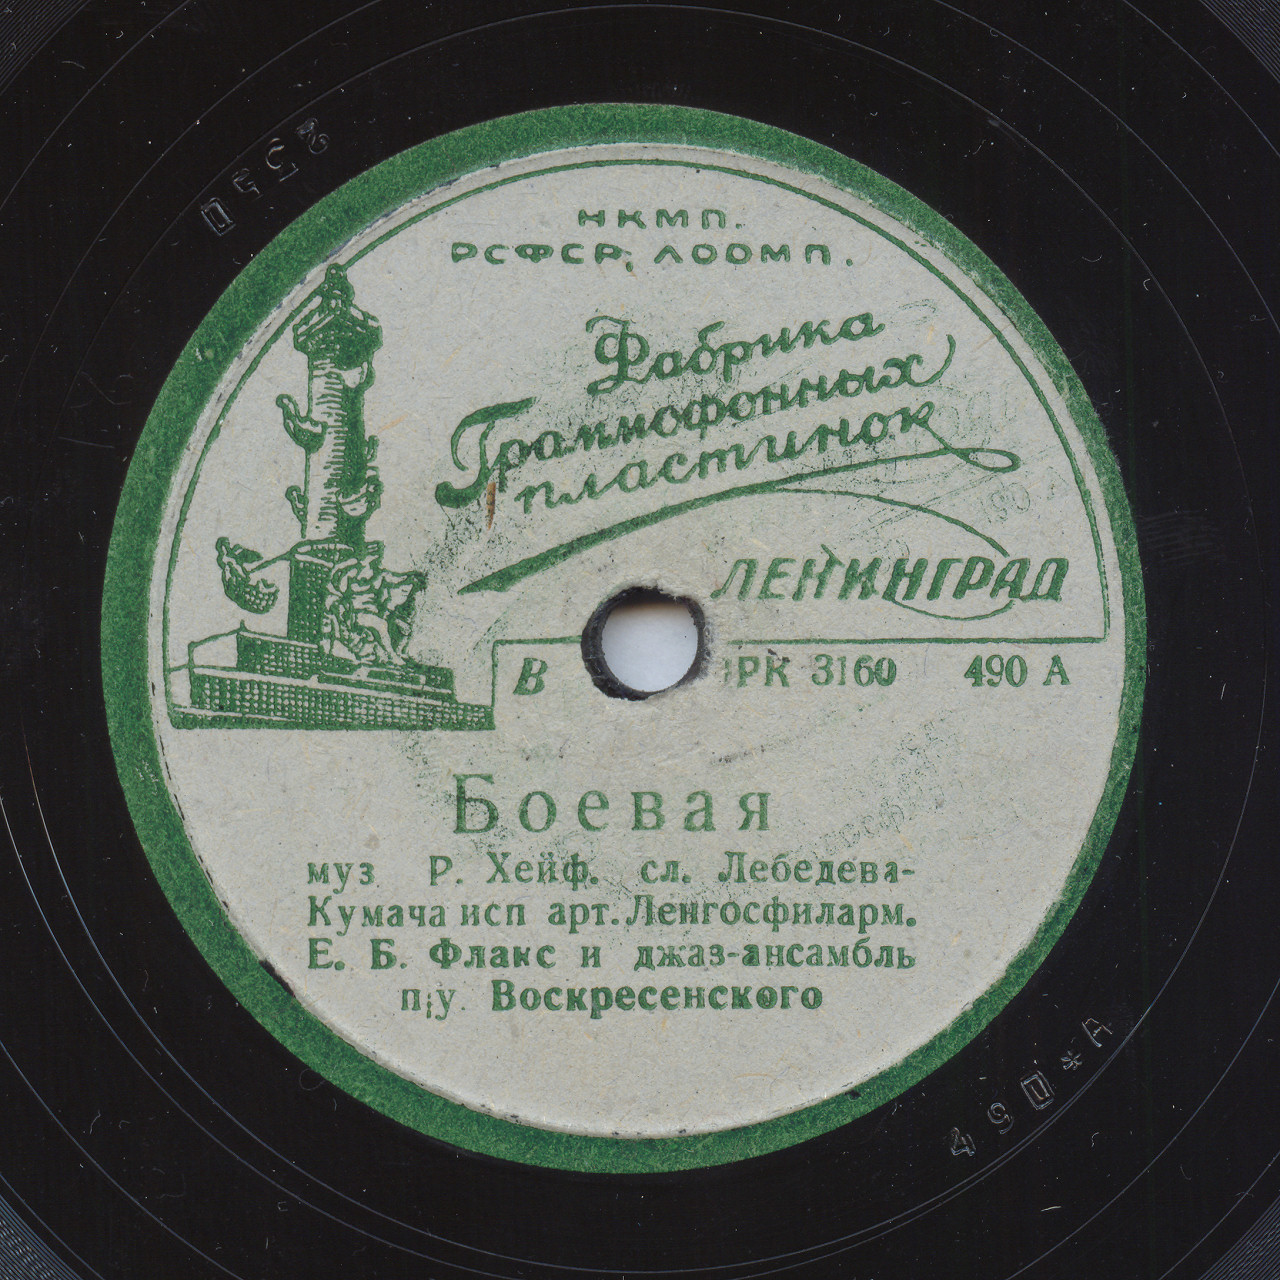 НКМП.
РСФСР, ЛООМП.
Фабрика
Граммофонных
пластинок
ЛЕНИНГРАД
В РК 3160 490 А
Боевая
муз Р. Хейф. сл. Лебедева-
Кумача исп арт. Ленгосфиларм.
Е. Б. Флакс и джаз-ансамбль
п/у. Воскресенского
490*А